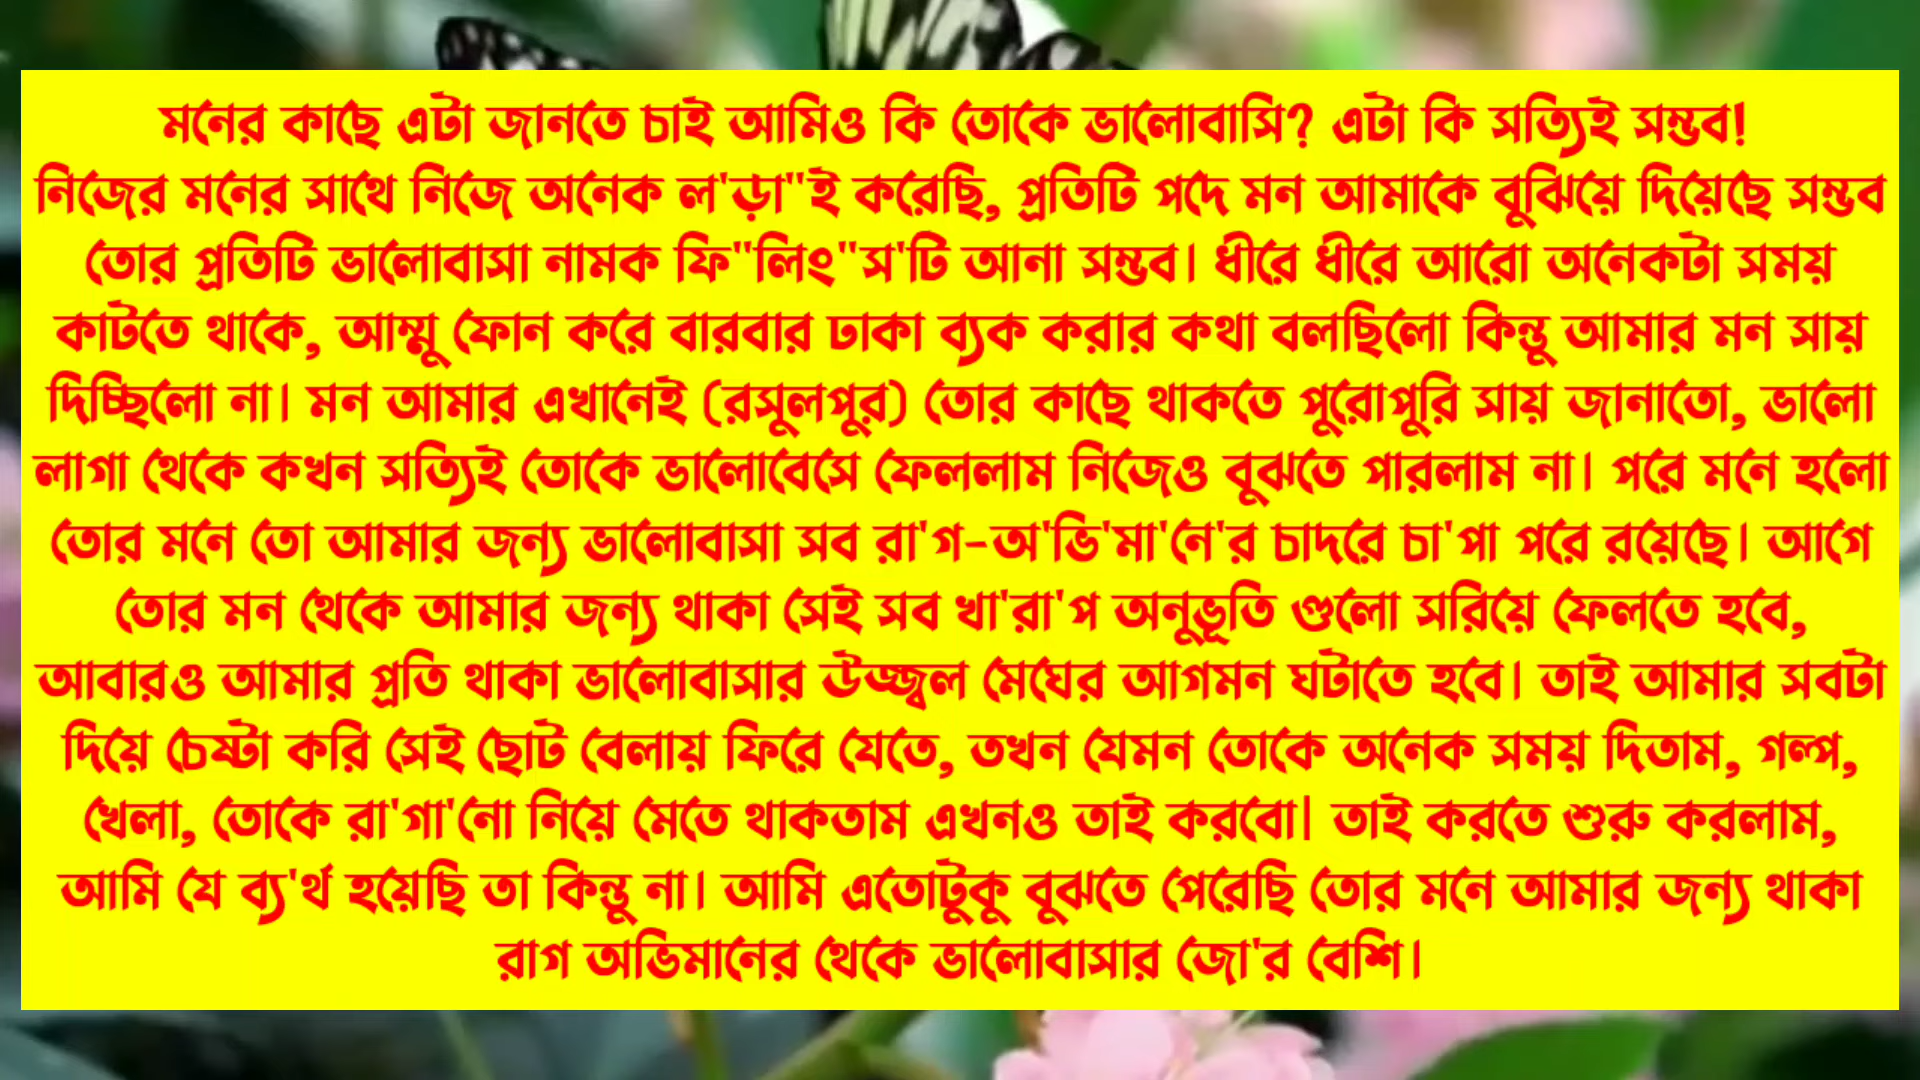 মনের কাছে এটা জানতে চাই আমিও কি তোকে ভালোবাসি? এটা কি সত্যিই সম্ভব!
নিজের মনের সাথে নিজে অনেক ল'ড়া"ই করেছি, প্রতিটি পদে মন আমাকে বুঝিয়ে দিয়েছে সম্ভব
তোর প্রতিটি ভালোবাসা নামক ফি"লিং"স'টি আনা সম্ভব। ধীরে ধীরে আরো অনেকটা সময়
কাটতে থাকে, আম্মু ফোন করে বারবার ঢাকা ব্যক করার কথা বলছিলো কিন্তু আমার মন সায়
দিচ্ছিলো না। মন আমার এখানেই (রসুলপুর) তোর কাছে থাকতে পুরোপুরি সায় জানাতো, ভালো
লাগা থেকে কখন সত্যিই তোকে ভালোবেসে ফেললাম নিজেও বুঝতে পারলাম না। পরে মনে হলো
তোর মনে তো আমার জন্য ভালোবাসা সব রা'গ-অ'ভি'মা'নে'র চাদরে চা'পা পরে রয়েছে। আগে
তোর মন থেকে আমার জন্য থাকা সেই সব খা'রা'প অনুভূতি গুলো সরিয়ে ফেলতে হবে,
আবারও আমার প্রতি থাকা ভালোবাসার উজ্জ্বল মেঘের আগমন ঘটাতে হবে। তাই আমার সবটা
দিয়ে চেষ্টা করি সেই ছোট বেলায় ফিরে যেতে, তখন যেমন তোকে অনেক সময় দিতাম, গল্প,
খেলা, তোকে রা'গা'নো নিয়ে মেতে থাকতাম এখনও তাই করবো| তাই করতে শুরু করলাম,
আমি যে ব্য'র্থ হয়েছি তা কিন্তু না। আমি এতোটুকু বুঝতে পেরেছি তোর মনে আমার জন্য থাকা
রাগ অভিমানের থেকে ভালোবাসার জো'র বেশি।